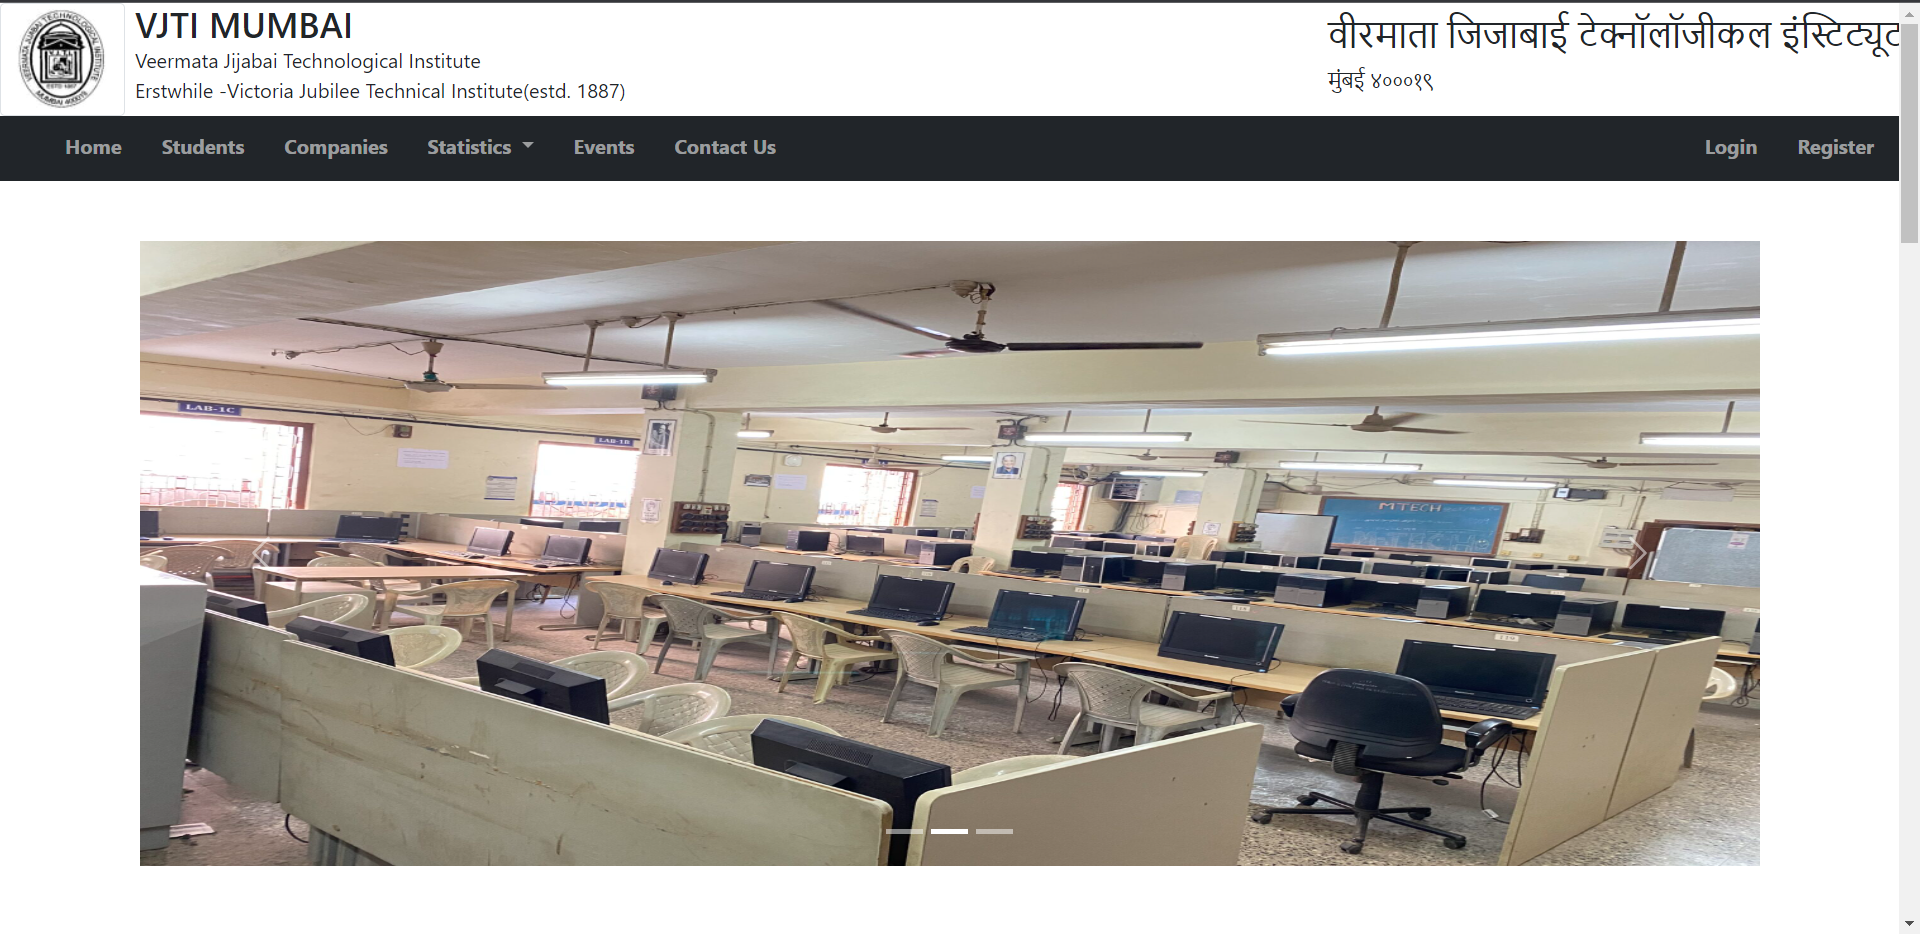 VJTI MUMBAI
Veermata Jijabai Technological Institute
Erstwhile -Victoria Jubilee Technical Institute(estd. 1887)
वीरमाता जिजाबाई टेक्नॉलॉजीकल इंस्टिट्यूट
मुंबई ४०००१९
Home Students Companies Statistics Events Contact Us Login Register
LAB-1C
LAB-1B
MTECH